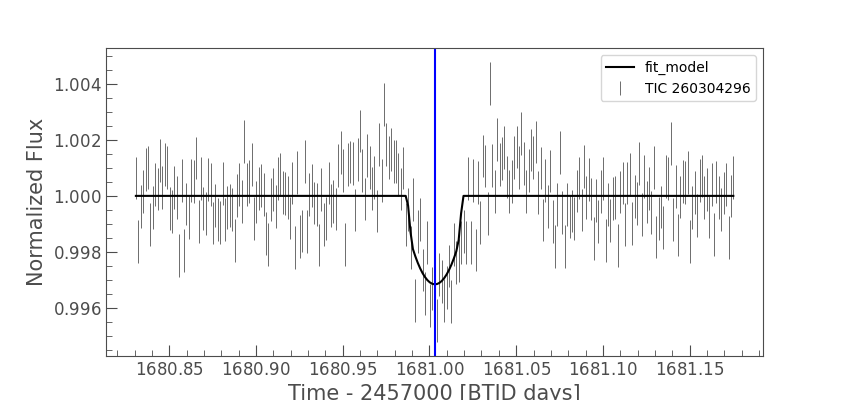 fit_model
TIC 260304296
1.004
1.002
1.000
0.998
0.996
Normalized Flux
1680.85 1680.90 1680.95 1681.00 1681.05 1681.10 1681.15
Time - 2457000 [BTJD days]